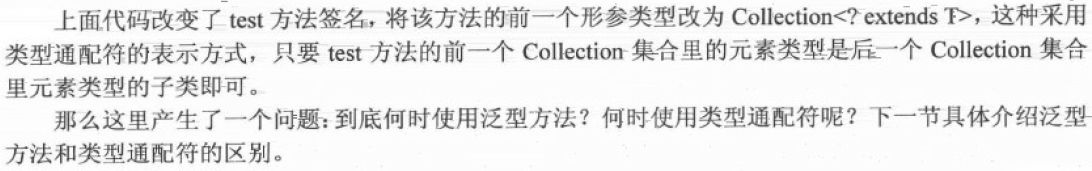 上面代码改变了 test 方法签名，将该方法的前一个形参类型改为 Collection<? extends T>，这种采用
类型通配符的表示方式，只要 test 方法的前一个 Collection 集合里的元素类型是后一个 Collection 集合
里元素类型的子类即可。
那么这里产生了一个问题：到底何时使用泛型方法？何时使用类型通配符呢？下一节具体介绍泛型
方法和类型通配符的区别。